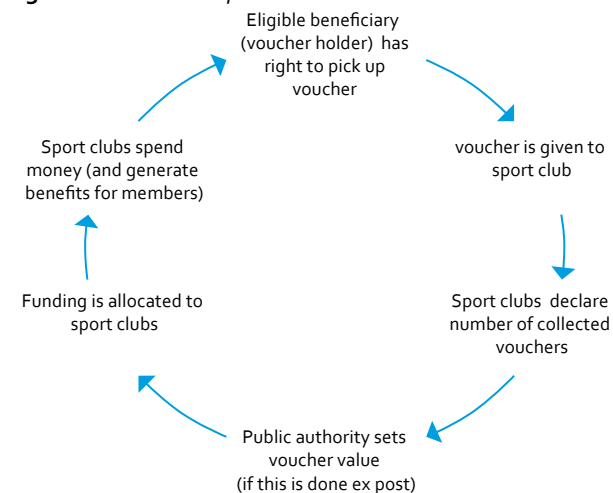 Eligible beneficiary
(voucher holder) has
right to pick up
voucher
voucher is given to
sport club
Sport clubs declare
number of collected
vouchers
Public authority sets
voucher value
(if this is done ex post)
Funding is allocated to
sport clubs
Sport clubs spend
money (and generate
benefits for members)